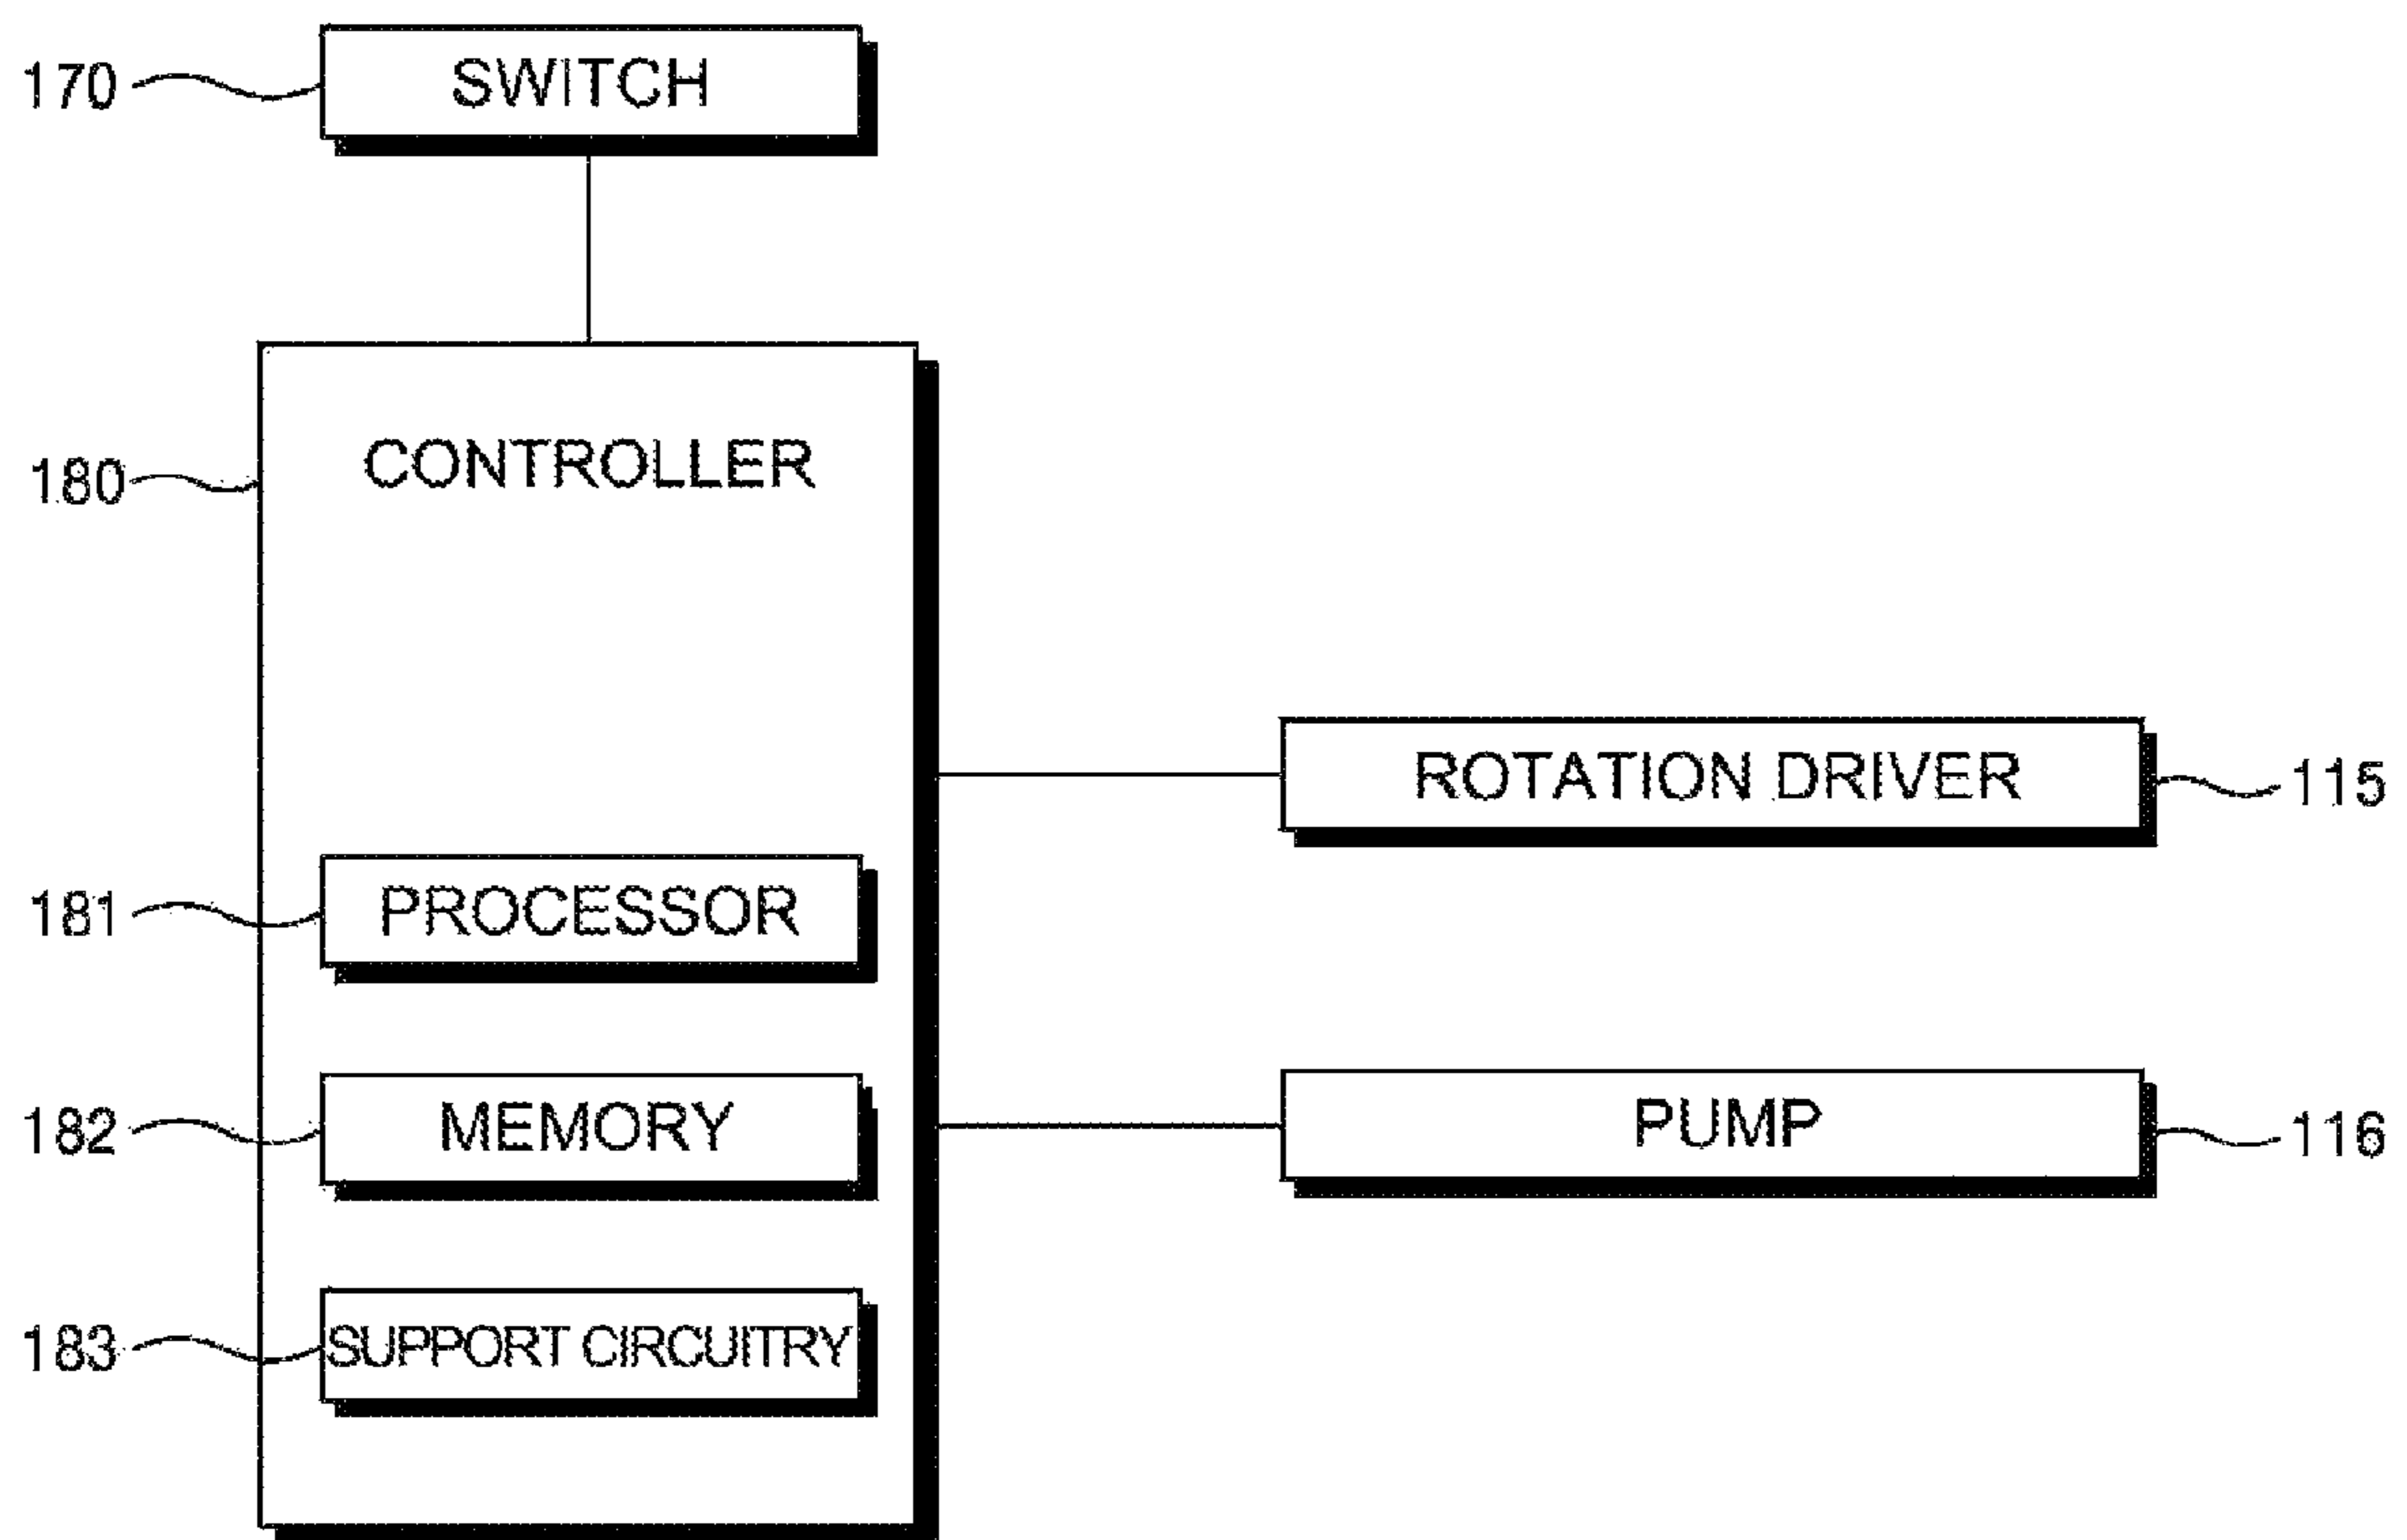 170 SWITCH
180 CONTROLLER
ROTATION DRIVER 115
181 PROCESSOR
182 MEMORY
PUMP 116
183 SUPPORT CIRCUITRY